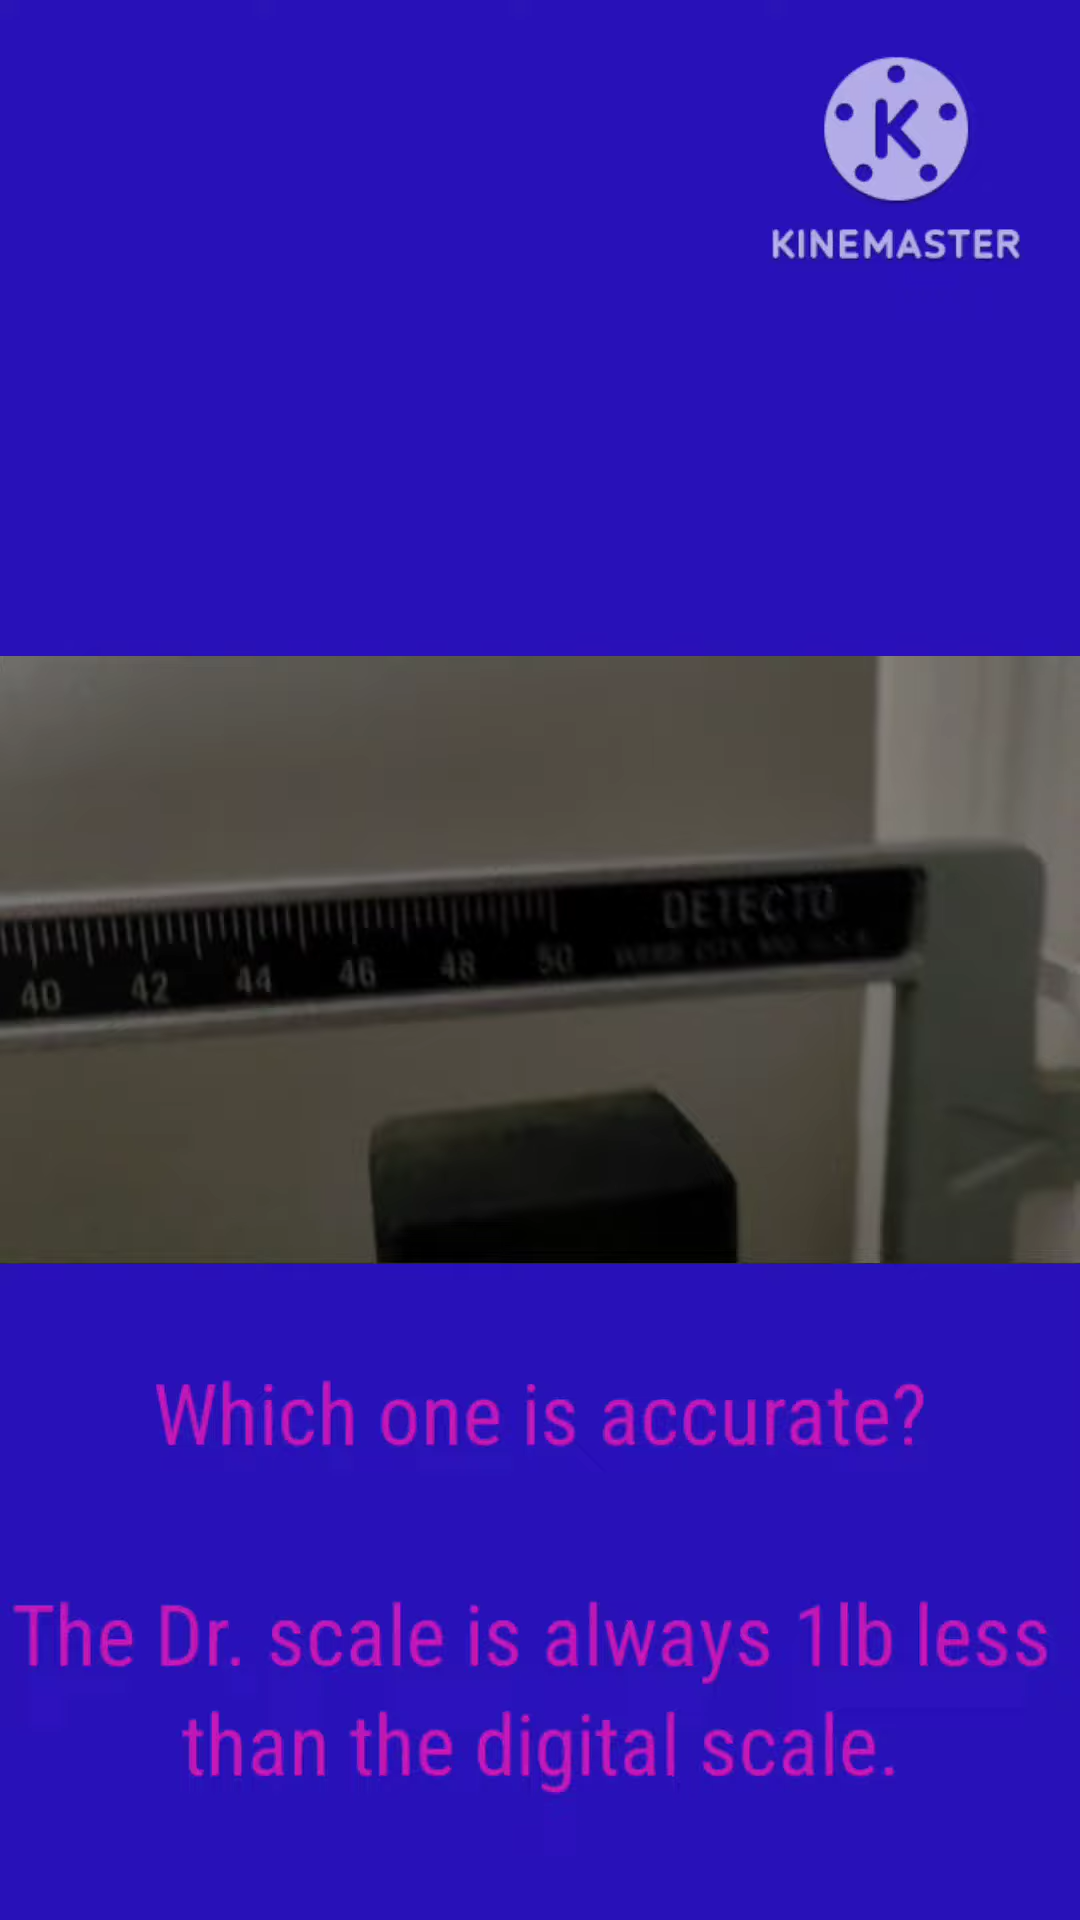 K
KINEMASTER
DETECTO
40 42 44 46 48 50
Which one is accurate?
The Dr. scale is always 1lb less
than the digital scale.